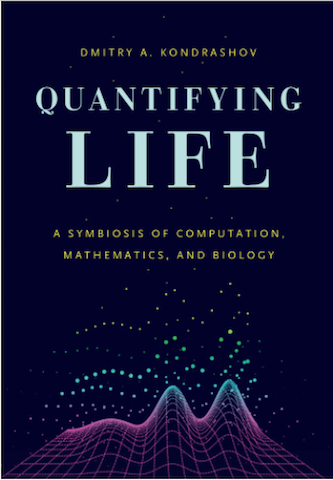 DMITRY A. KONDRASHOV
QUANTIFYING
LIFE
A SYMBIOSIS OF COMPUTATION,
MATHEMATICS, AND BIOLOGY